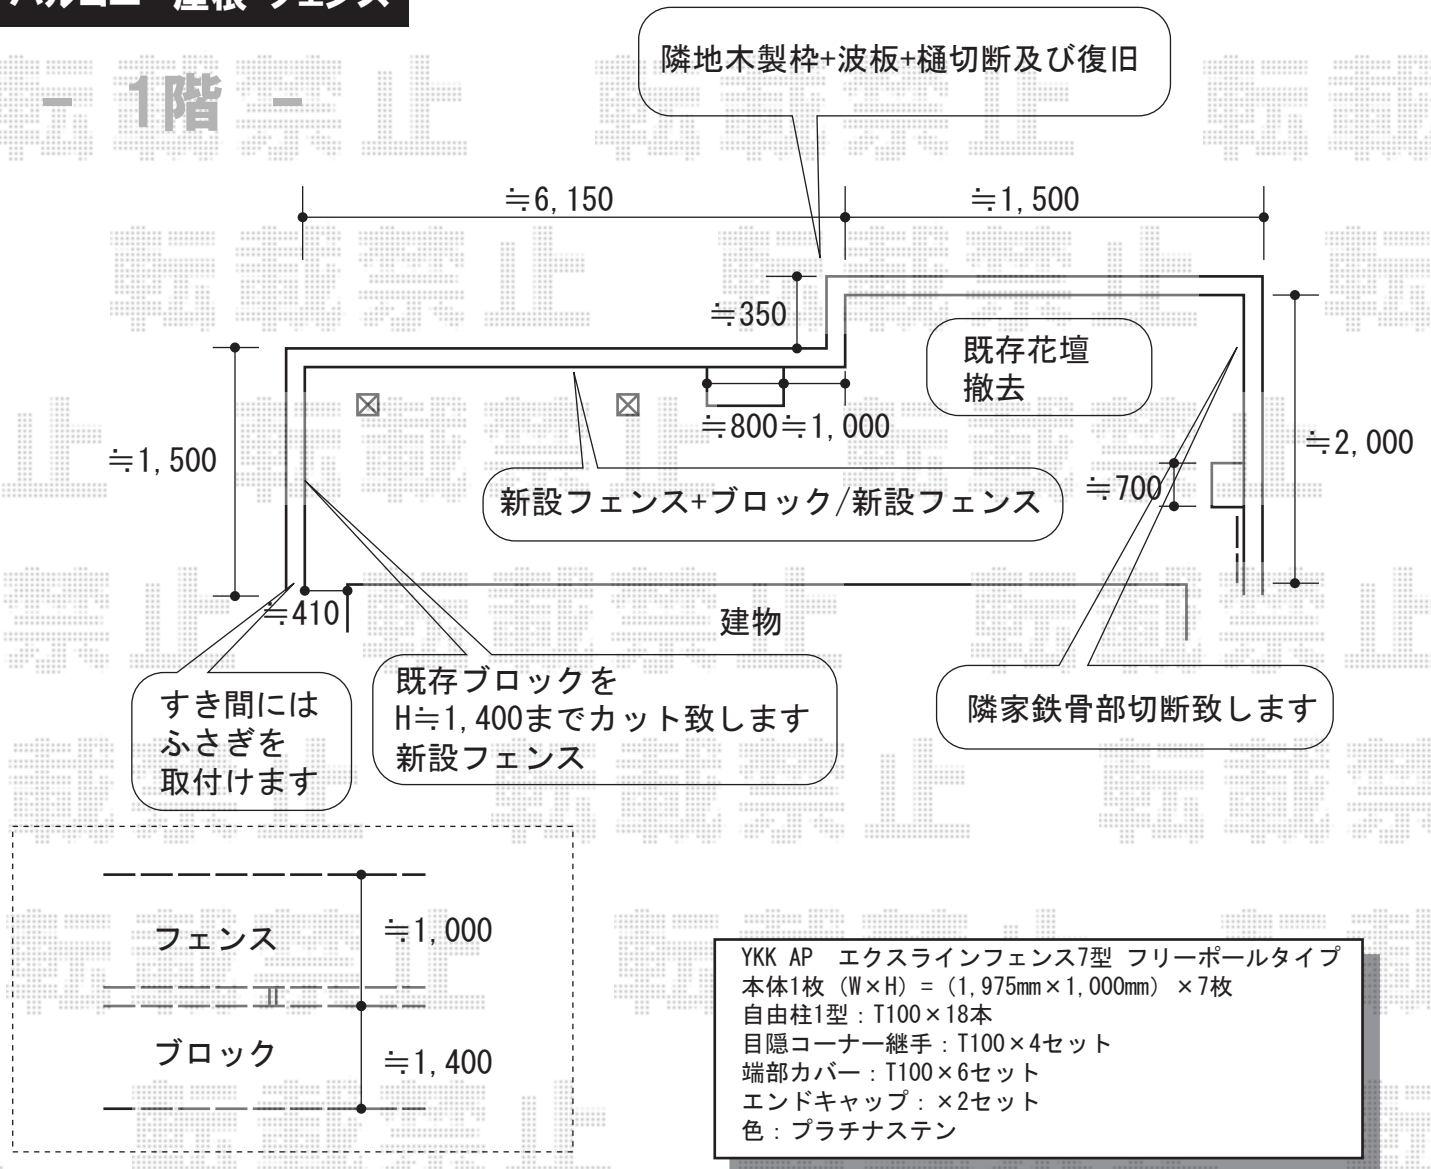 バルコニー屋根 フェンス
- 1階 -
隣地木製枠+波板+樋切断及び復旧
≒6,150
≒1,500
≒350
既存花壇
撤去
≒1,500
≒800
≒1,000
≒2,000
≒700
新設フェンス+ブロック/新設フェンス
≒410
建物
すき間には
ふさぎを
取付けます
既存ブロックを
H≒1,400までカット致します
新設フェンス
隣家鉄骨部切断致します
フェンス
≒1,000
ブロック
≒1,400
YKK AP エクスラインフェンス7型 フリーポールタイプ
本体1枚 (W×H) = (1,975mm×1,000mm) ×7枚
自由柱1型：T100×18本
目隠コーナー継手：T100×4セット
端部カバー：T100×6セット
エンドキャップ：×2セット
色：プラチナステン
転載禁止